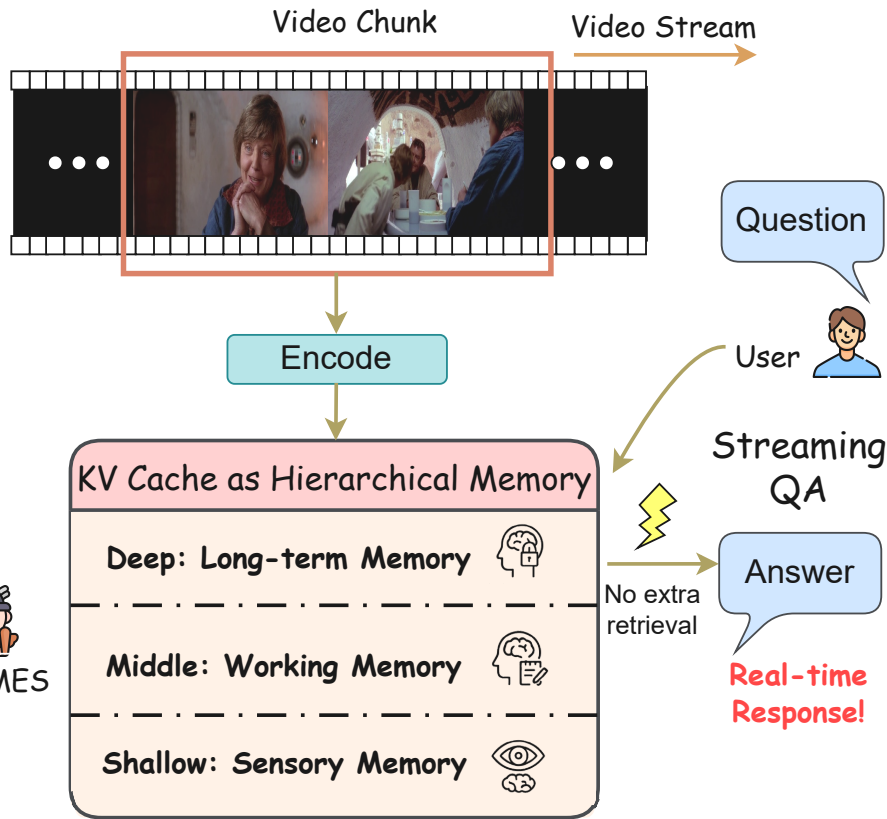 Video Chunk
Video Stream
Question
Encode
User
KV Cache as Hierarchical Memory
Streaming
QA
Deep: Long-term Memory
No extra
retrieval
Answer
Middle: Working Memory
MES
Real-time
Response!
Shallow: Sensory Memory